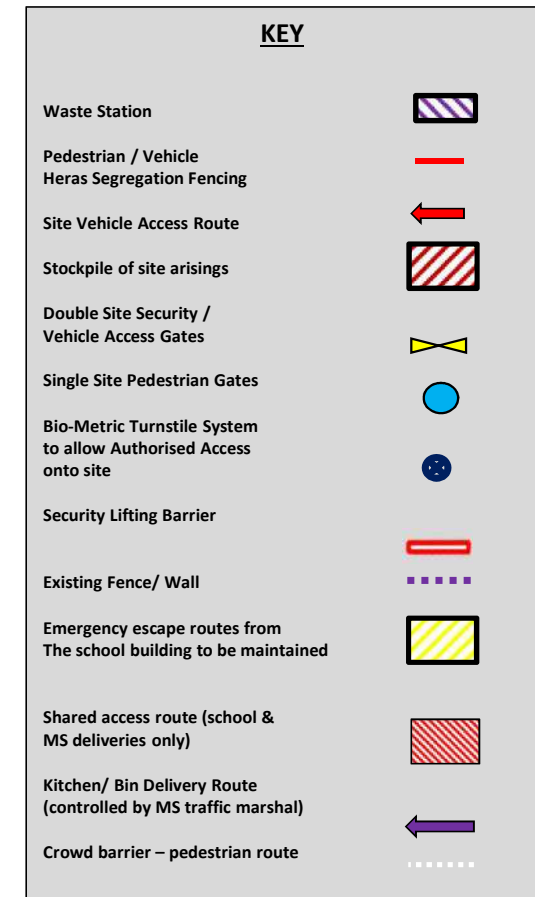 KEY
Waste Station
Pedestrian / Vehicle
Heras Segregation Fencing
Site Vehicle Access Route
Stockpile of site arisings
Double Site Security /
Vehicle Access Gates
Single Site Pedestrian Gates
Bio-Metric Turnstile System
to allow Authorised Access
onto site
Security Lifting Barrier
Existing Fence/ Wall
Emergency escape routes from
The school building to be maintained
Shared access route (school &
MS deliveries only)
Kitchen/ Bin Delivery Route
(controlled by MS traffic marshal)
Crowd barrier – pedestrian route